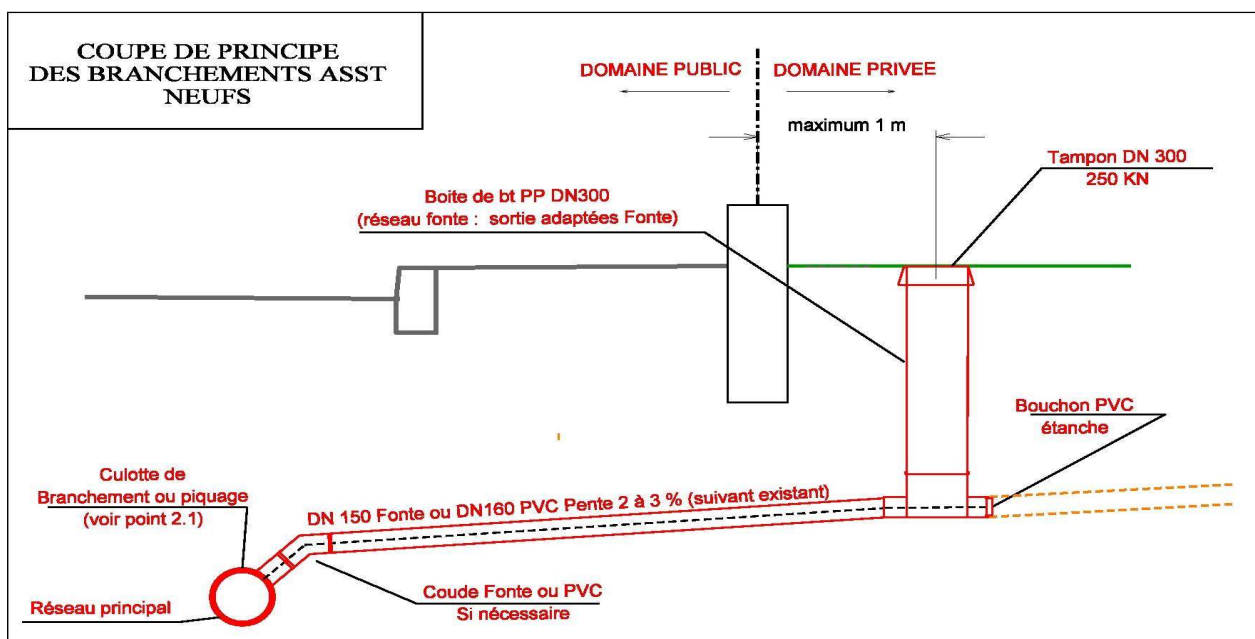 COUPE DE PRINCIPE
DES BRANCHEMENTS ASST
NEUFS
DOMAINE PUBLIC
DOMAINE PRIVEE
maximum 1 m
Tampon DN 300
250 KN
Boite de bt PP DN300
(réseau fonte : sortie adaptées Fonte)
Bouchon PVC
étanche
Culotte de
Branchement ou piquage
(voir point 2.1)
DN 150 Fonte ou DN160 PVC Pente 2 à 3 % (suivant existant)
Coude Fonte ou PVC
Si nécessaire
Réseau principal